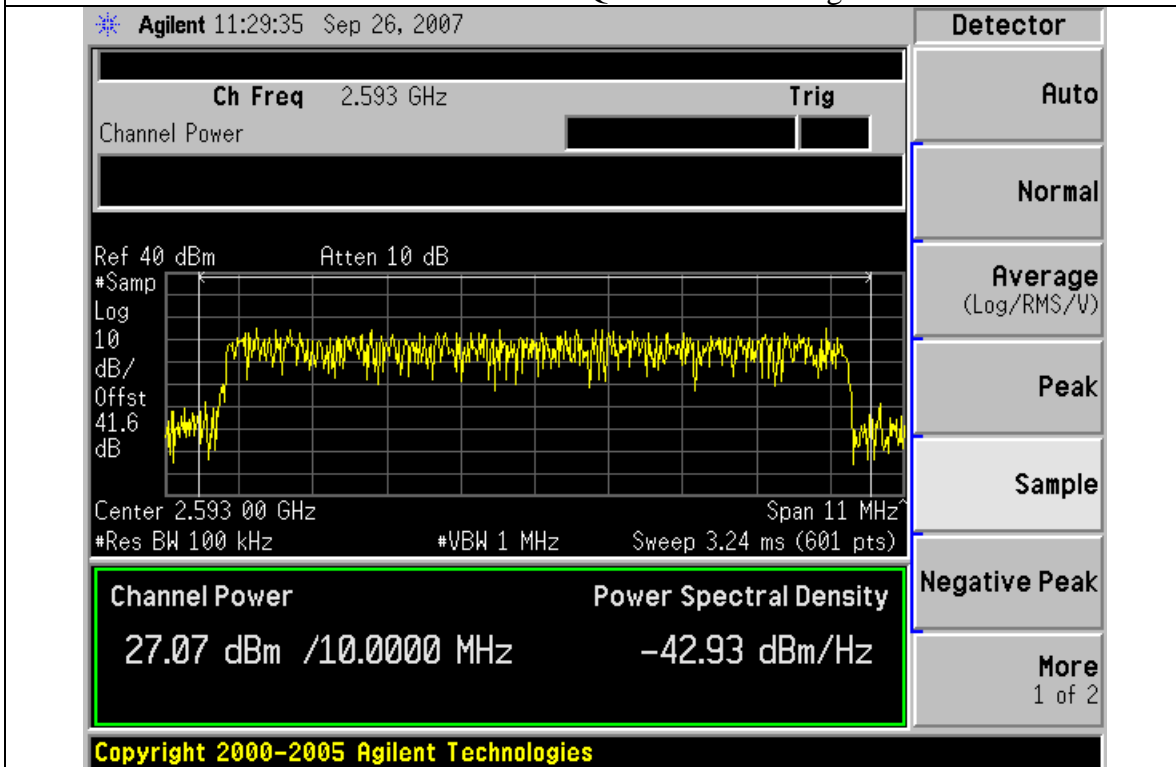 Agilent 11:29:35 Sep 26, 2007
Detector
Ch Freq 2.593 GHz Trig
Channel Power
Auto
Normal
Average
(Log/RMS/V)
Peak
Sample
Negative Peak
More
1 of 2
Ref 40 dBm Atten 10 dB
#Samp
Log
10
dB/
Offst
41.6
dB
Center 2.593 00 GHz Span 11 MHz^
#Res BW 100 kHz #VBW 1 MHz Sweep 3.24 ms (601 pts)
Channel Power Power Spectral Density
27.07 dBm /10.0000 MHz -42.93 dBm/Hz
Copyright 2000-2005 Agilent Technologies